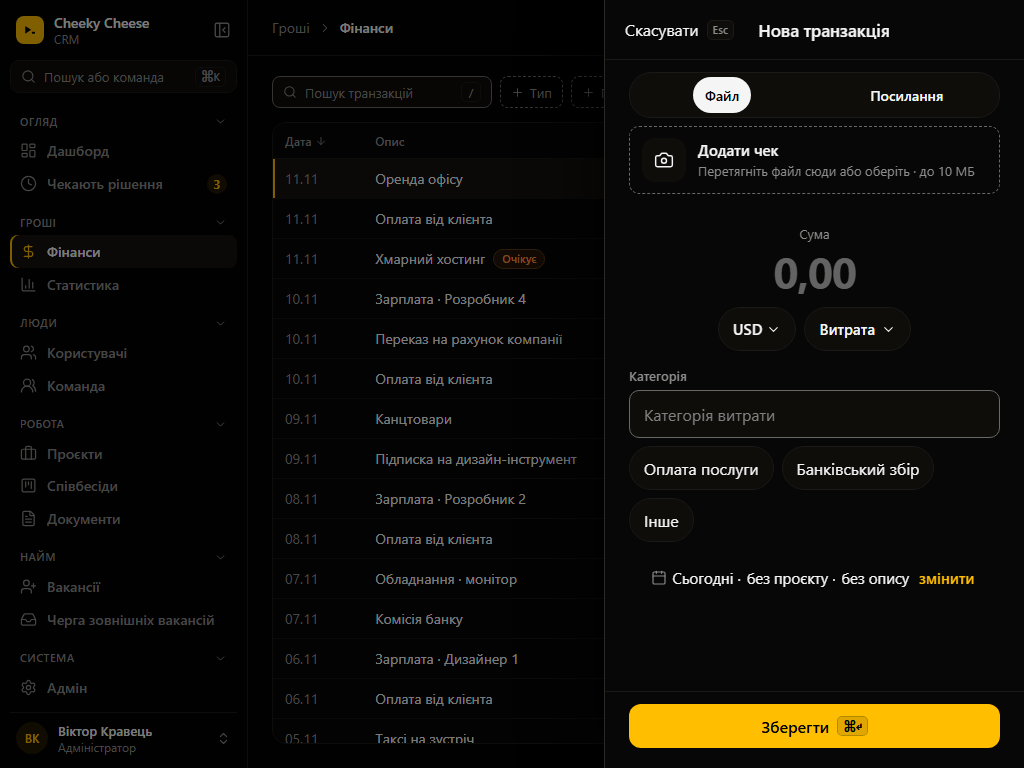 Cheeky Cheese
CRM
Пошук або команда ⌘K
ОГЛЯД
Дашборд
Чекають рішення 3
ГРОШІ
Фінанси
Статистика
ЛЮДИ
Користувачі
Команда
РОБОТА
Проєкти
Співбесіди
Документи
НАЙМ
Вакансії
Черга зовнішніх вакансій
СИСТЕМА
Адмін
ВК Віктор Кравець
Адміністратор
Гроші > Фінанси
Пошук транзакцій / + Тип +
Дата ↓ Опис
11.11 Оренда офісу
11.11 Оплата від клієнта
11.11 Хмарний хостинг Очікує
10.11 Зарплата · Розробник 4
10.11 Переказ на рахунок компанії
10.11 Оплата від клієнта
09.11 Канцтовари
09.11 Підписка на дизайн-інструмент
08.11 Зарплата · Розробник 2
08.11 Оплата від клієнта
07.11 Обладнання · монітор
07.11 Комісія банку
06.11 Зарплата · Дизайнер 1
06.11 Оплата від клієнта
05.11 Таксі на зустріч
Скасувати Esc Нова транзакція
Файл Посилання
Додати чек
Перетягніть файл сюди або оберіть · до 10 МБ
Сума
0,00
USD Витрата
Категорія
Категорія витрати
Оплата послуги Банківський збір
Інше
Сьогодні · без проєкту · без опису змінити
Зберегти ⌘↵